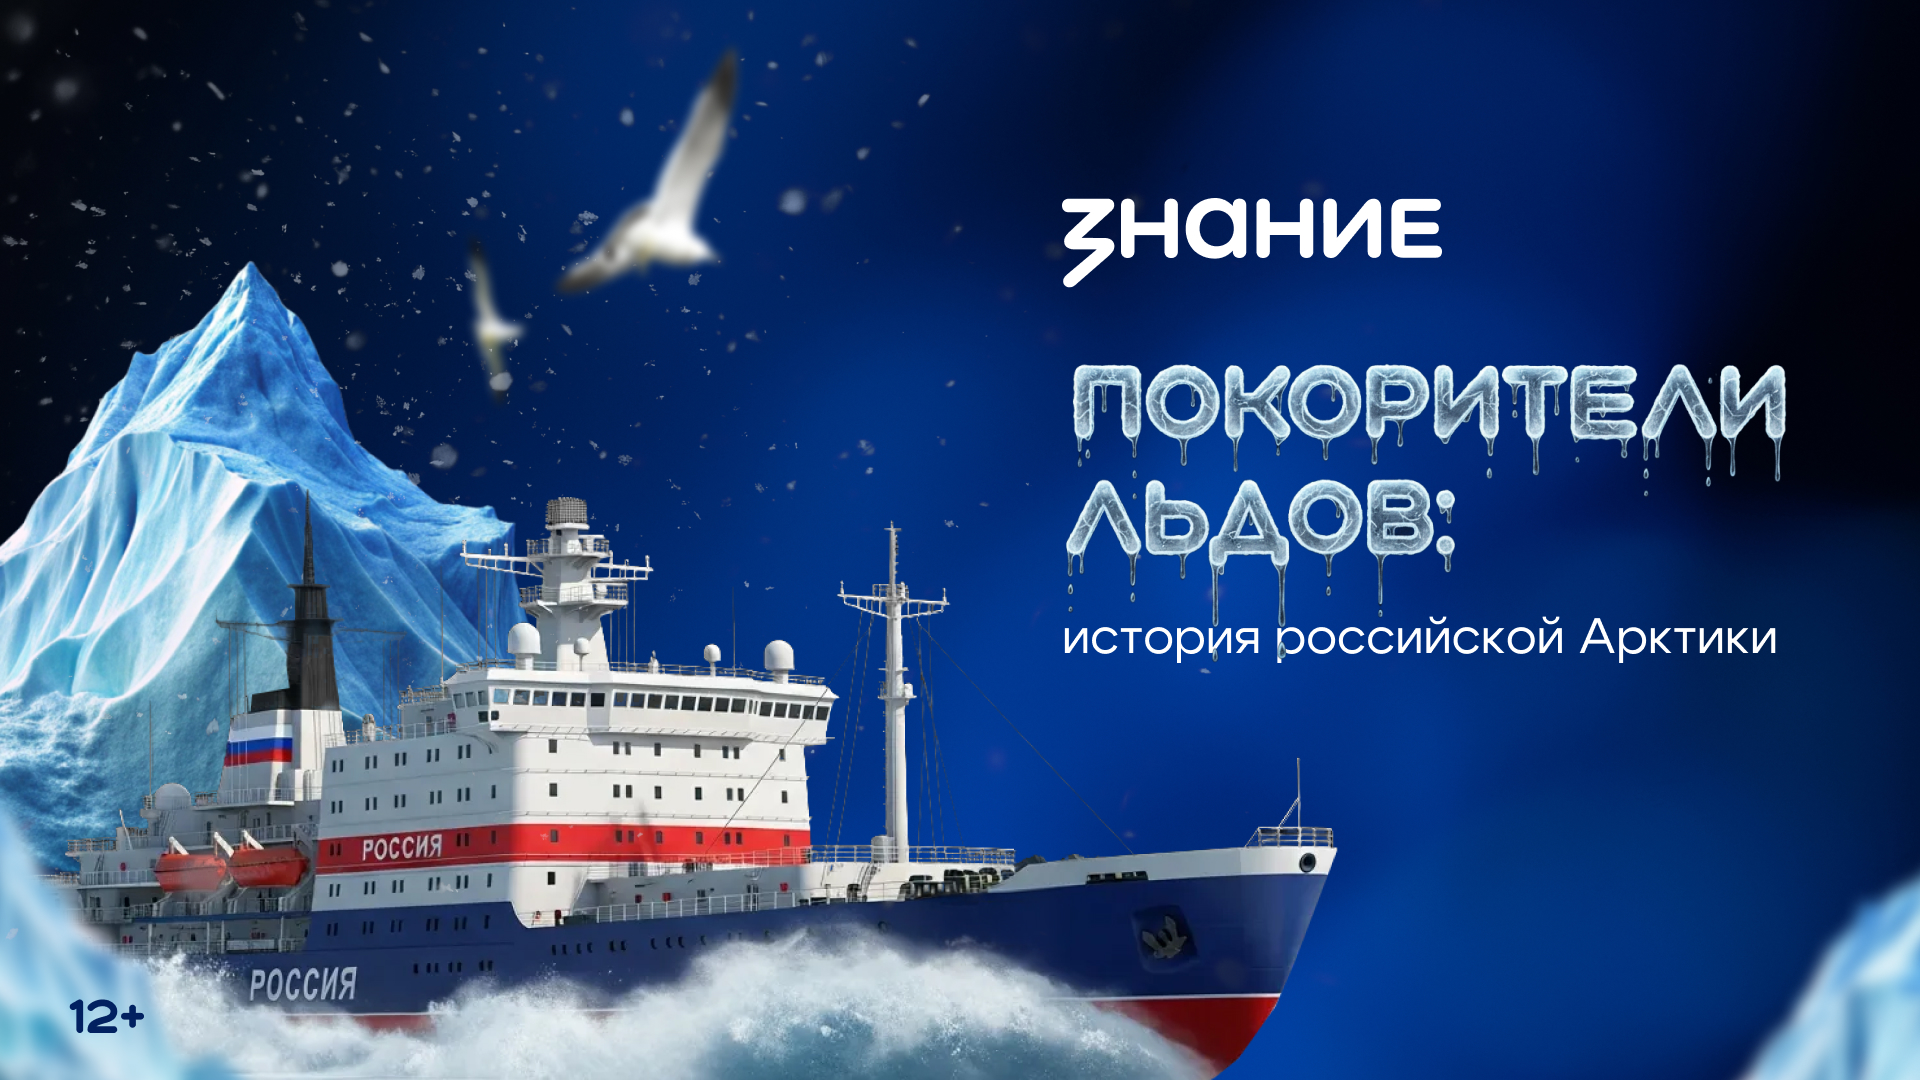 ЗНАНИЕ
ПОКОРИТЕЛИ
ЛЬДОВ:
история российской Арктики
РОССИЯ
РОССИЯ
12+